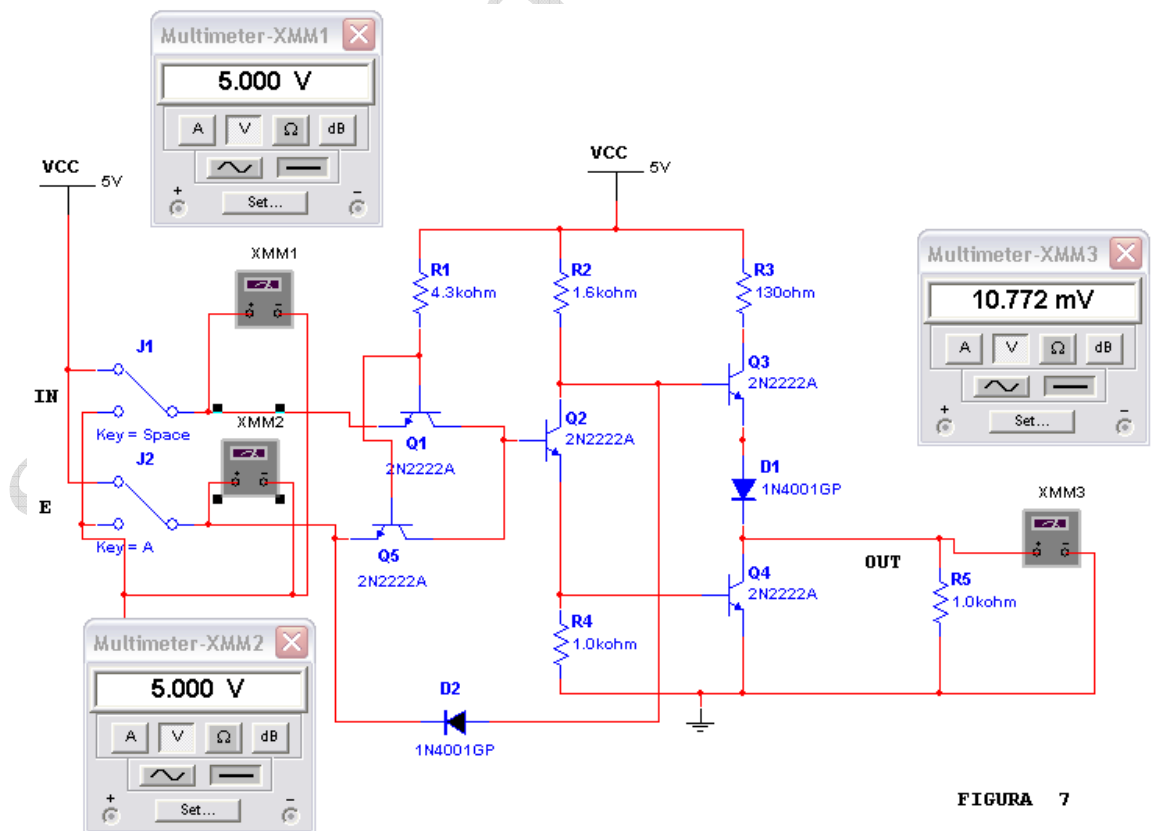 Multimeter-XMM1
5.000 V
A V Ω dB
+ Set... -
VCC 5V
VCC 5V
XMM1
R1
4.3kohm
R2
1.6kohm
R3
130ohm
Multimeter-XMM3
10.772 mV
A V Ω dB
+ Set... -
J1
IN
Key = Space
XMM2
Q1
2N2222A
Q2
2N2222A
Q3
2N2222A
D1
1N4001GP
XMM3
J2
E
Key = A
Q5
2N2222A
OUT
Q4
2N2222A
R5
1.0kohm
R4
1.0kohm
Multimeter-XMM2
5.000 V
A V Ω dB
+ Set... -
D2
1N4001GP
FIGURA 7